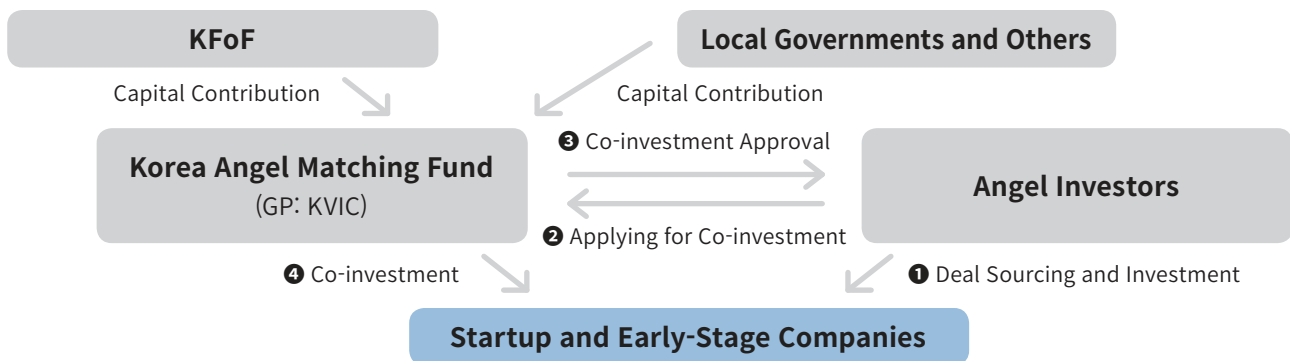 KFoF
Local Governments and Others
Capital Contribution
Capital Contribution
Korea Angel Matching Fund
(GP: KVIC)
❸ Co-investment Approval
Angel Investors
❷ Applying for Co-investment
❹ Co-investment
❶ Deal Sourcing and Investment
Startup and Early-Stage Companies